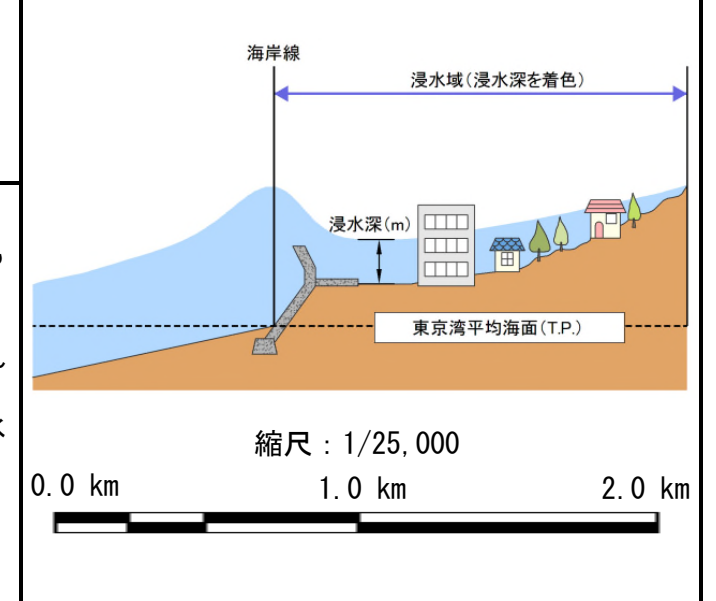 海岸線
浸水域(浸水深を着色)
浸水深(m)
東京湾平均海面(T.P.)
縮尺：1/25,000
0.0 km 1.0 km 2.0 km